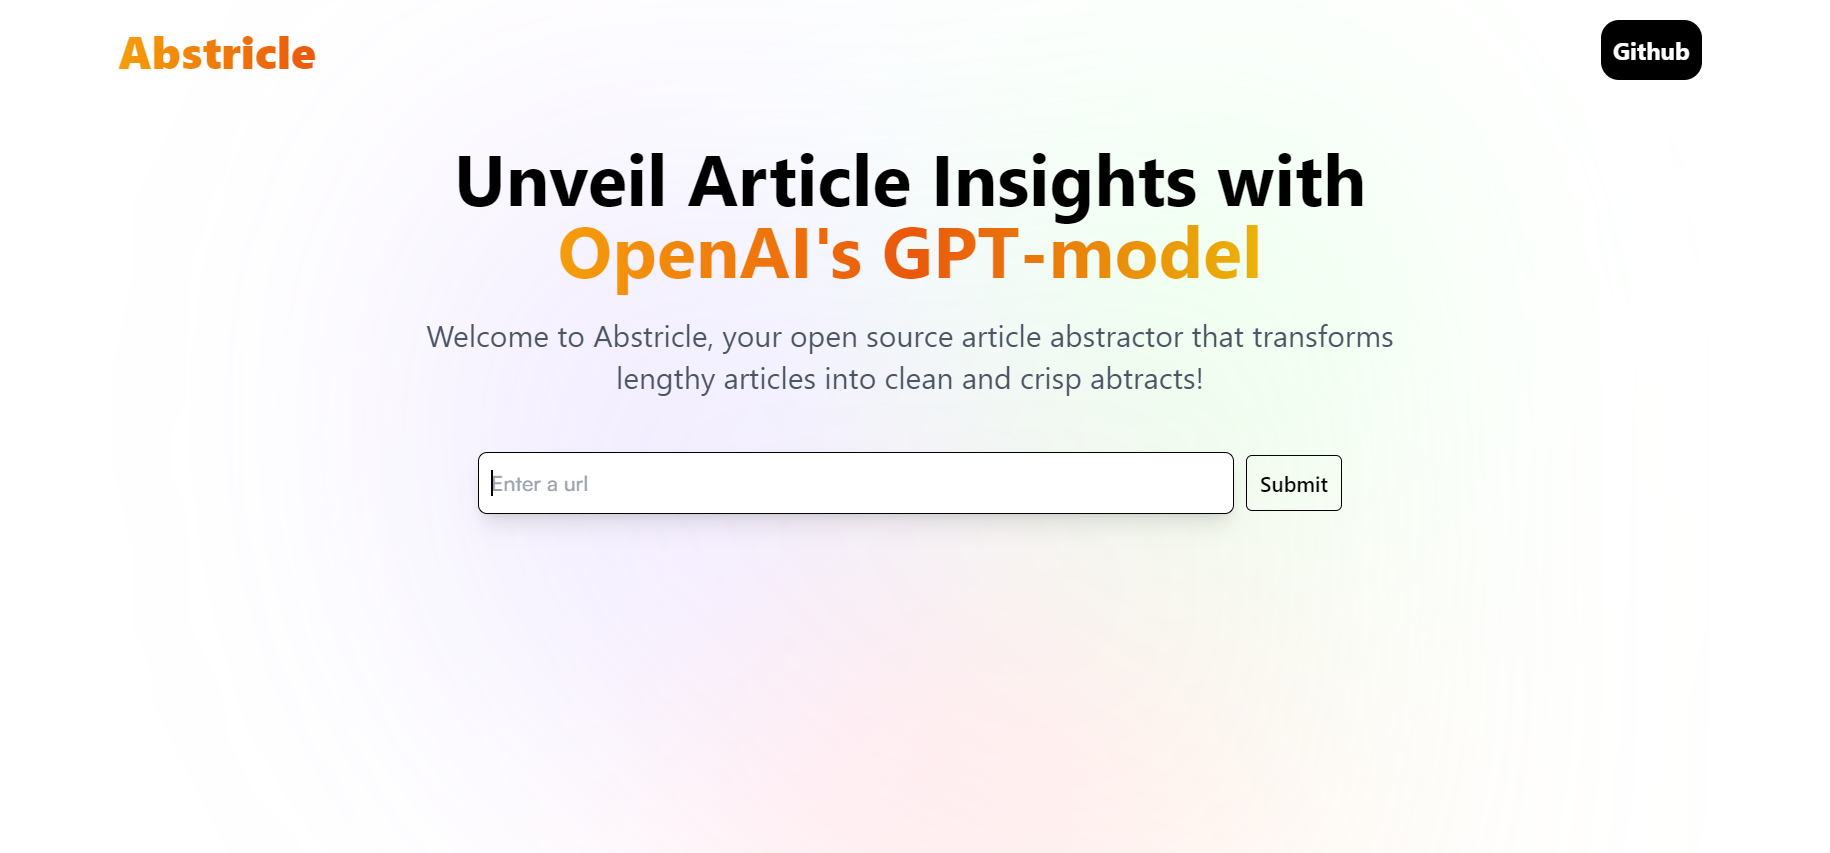 Abstricle
Github
Unveil Article Insights with
OpenAI's GPT-model
Welcome to Abstricle, your open source article abstractor that transforms
lengthy articles into clean and crisp abtracts!
Enter a url
Submit